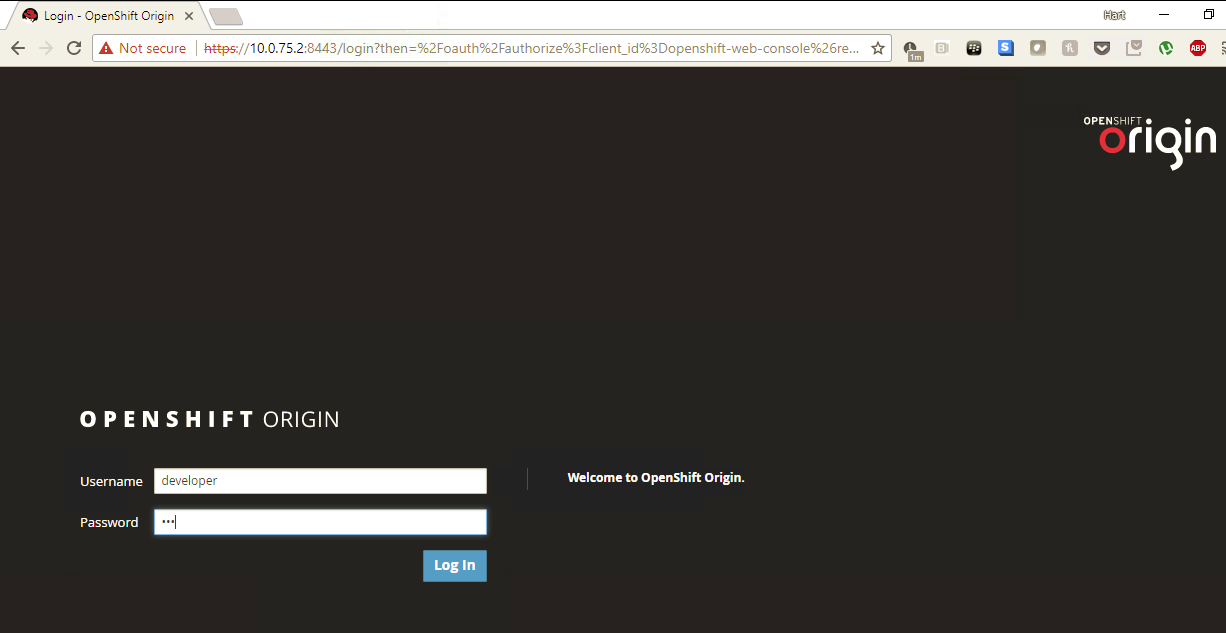 Login - OpenShift Origin
Hart
Not secure
https://10.0.75.2:8443/login?then=%2Foauth%2Fauthorize%3Fclient_id%3Dopenshift-web-console%26re...
1m
B
S
ABP
OPENSHIFT
origin
OPENSHIFT ORIGIN
Username developer
Welcome to OpenShift Origin.
Password •••
Log In